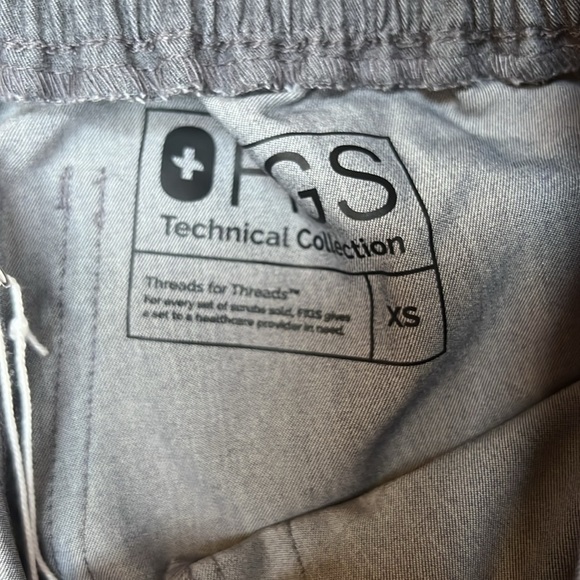 FIGS
Technical Collection
Threads for Threads™
For every set of scrubs sold, FIGS gives
a set to a healthcare provider in need.
XS